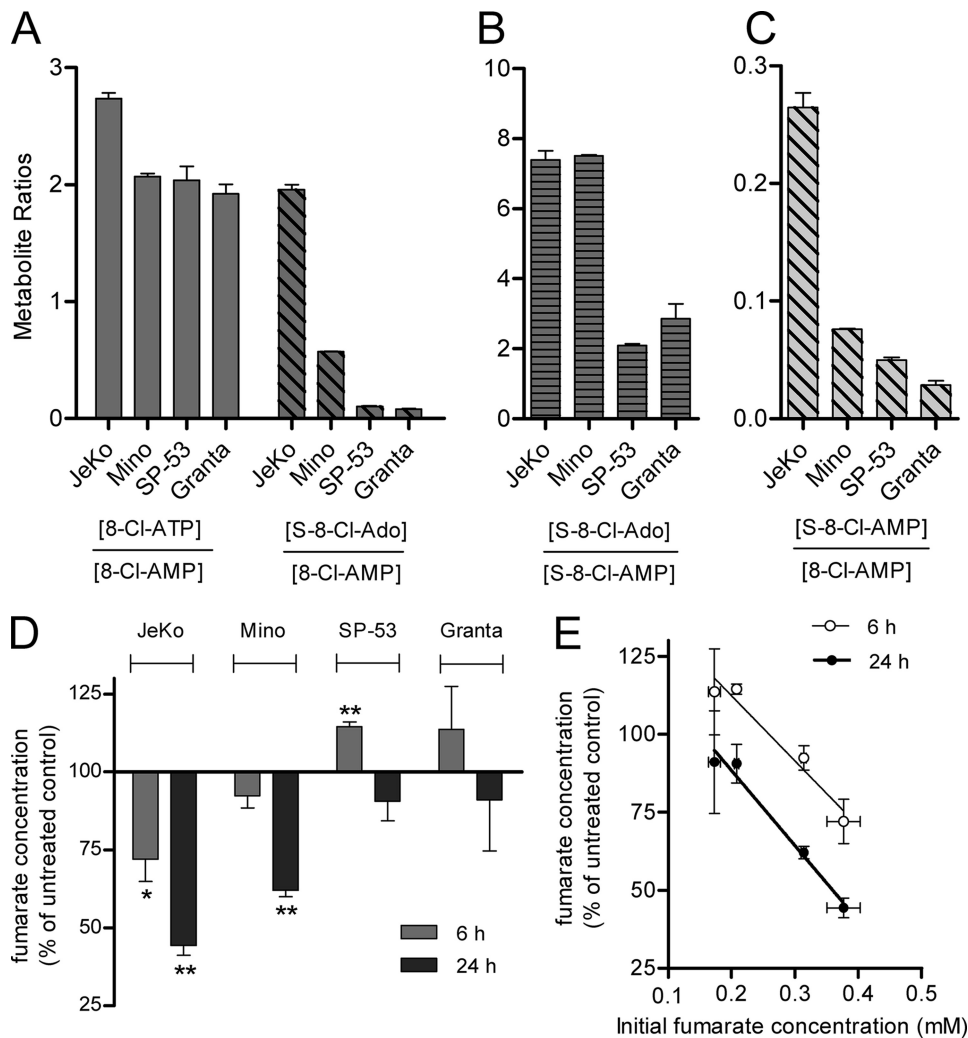 A
B
C
Metabolite Ratios
3
2
1
0
JeKo
Mino
SP-53
Granta
JeKo
Mino
SP-53
Granta
[8-Cl-ATP]
[8-Cl-AMP]
[S-8-Cl-Ado]
[8-Cl-AMP]
10
8
6
4
2
0
JeKo
Mino
SP-53
Granta
[S-8-Cl-Ado]
[S-8-Cl-AMP]
0.3
0.2
0.1
0.0
JeKo
Mino
SP-53
Granta
[S-8-Cl-AMP]
[8-Cl-AMP]
D
JeKo
Mino
SP-53
Granta
fumarate concentration
(% of untreated control)
125
100
75
50
25
*
**
**
**
6 h
24 h
E
6 h
24 h
fumarate concentration
(% of untreated control)
125
100
75
50
25
0.1
0.2
0.3
0.4
0.5
Initial fumarate concentration (mM)